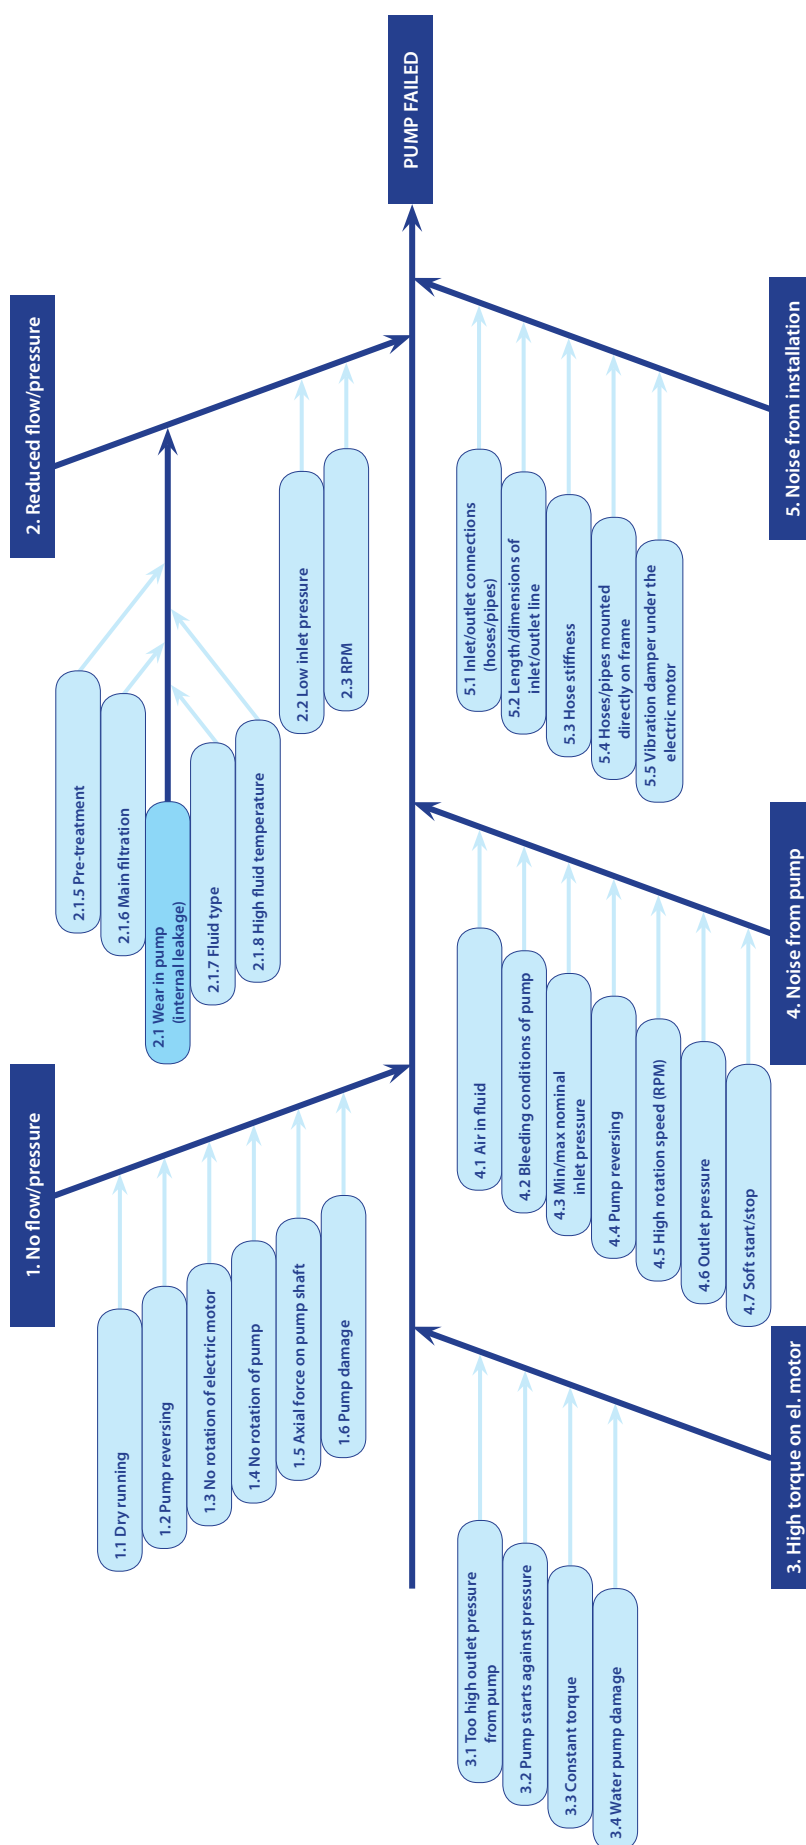 PUMP FAILED
1. No flow/pressure
1.1 Dry running
1.2 Pump reversing
1.3 No rotation of electric motor
1.4 No rotation of pump
1.5 Axial force on pump shaft
1.6 Pump damage
2. Reduced flow/pressure
2.1.5 Pre-treatment
2.1.6 Main filtration
2.1 Wear in pump
(internal leakage)
2.1.7 Fluid type
2.1.8 High fluid temperature
2.2 Low inlet pressure
2.3 RPM
3. High torque on el. motor
3.1 Too high outlet pressure
from pump
3.2 Pump starts against pressure
3.3 Constant torque
3.4 Water pump damage
4. Noise from pump
4.1 Air in fluid
4.2 Bleeding conditions of pump
4.3 Min/max nominal
inlet pressure
4.4 Pump reversing
4.5 High rotation speed (RPM)
4.6 Outlet pressure
4.7 Soft start/stop
5. Noise from installation
5.1 Inlet/outlet connections
(hoses/pipes)
5.2 Length/dimensions of
inlet/outlet line
5.3 Hose stiffness
5.4 Hoses/pipes mounted
directly on frame
5.5 Vibration damper under the
electric motor